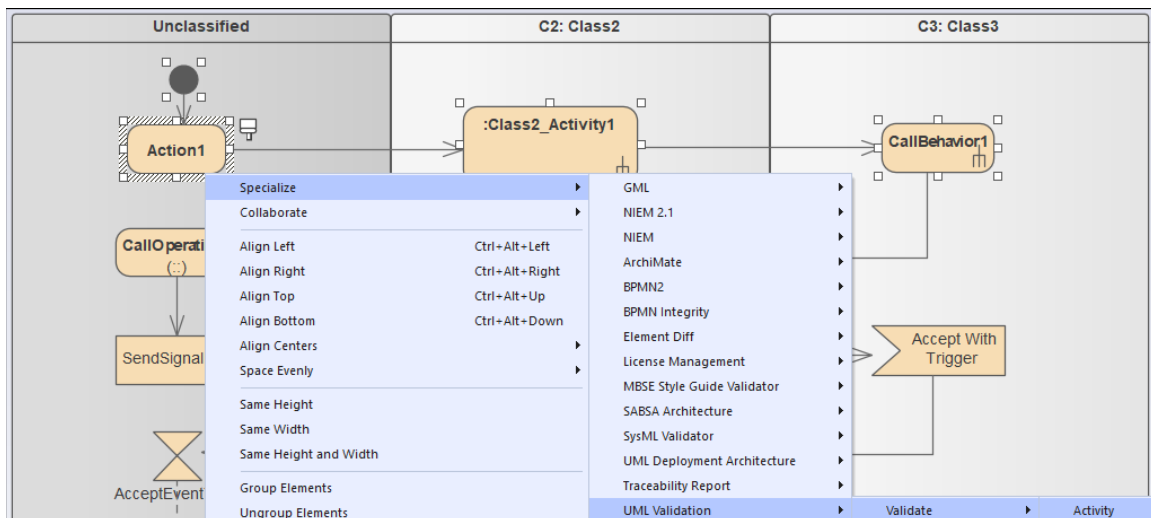 Unclassified
C2: Class2
C3: Class3
Action1
:Class2_Activity1
CallBehavior1
CallOperati
(::)
SendSignal
AcceptEvent
Accept With
Trigger
Specialize
Collaborate
Align Left Ctrl+Alt+Left
Align Right Ctrl+Alt+Right
Align Top Ctrl+Alt+Up
Align Bottom Ctrl+Alt+Down
Align Centers
Space Evenly
Same Height
Same Width
Same Height and Width
Group Elements
Ungroup Elements
GML
NIEM 2.1
NIEM
ArchiMate
BPMN2
BPMN Integrity
Element Diff
License Management
MBSE Style Guide Validator
SABSA Architecture
SysML Validator
UML Deployment Architecture
Traceability Report
UML Validation
Validate
Activity